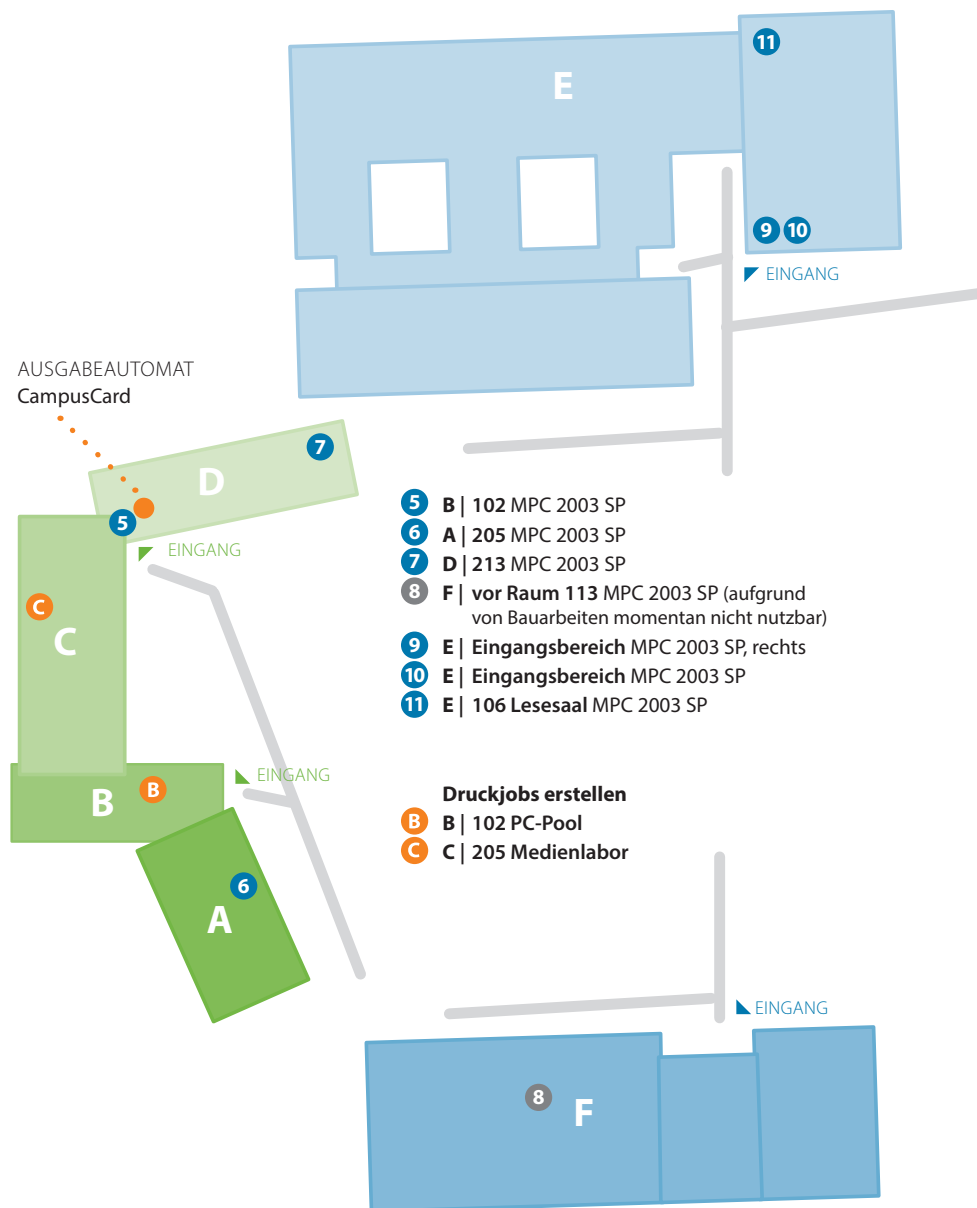 11
E
9 10
EINGANG
AUSGABEAUTOMAT
CampusCard
7
D
5
EINGANG
5 B | 102 MPC 2003 SP
6 A | 205 MPC 2003 SP
7 D | 213 MPC 2003 SP
8 F | vor Raum 113 MPC 2003 SP (aufgrund
von Bauarbeiten momentan nicht nutzbar)
9 E | Eingangsbereich MPC 2003 SP, rechts
10 E | Eingangsbereich MPC 2003 SP
11 E | 106 Lesesaal MPC 2003 SP
C
C
EINGANG
B
B
Druckjobs erstellen
B B | 102 PC-Pool
C C | 205 Medienlabor
6
A
EINGANG
8
F